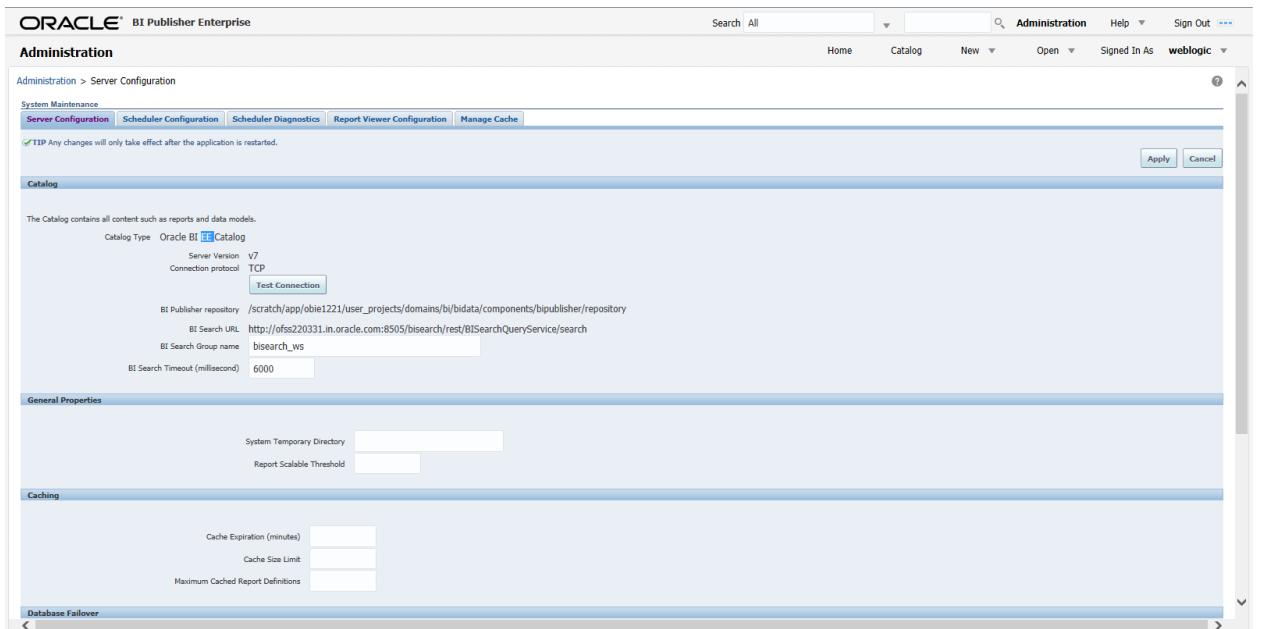 ORACLE BI Publisher Enterprise Search All Administration Help Sign Out
Administration Home Catalog New Open Signed In As weblogic
Administration > Server Configuration
System Maintenance
Server Configuration Scheduler Configuration Scheduler Diagnostics Report Viewer Configuration Manage Cache
TIP Any changes will only take effect after the application is restarted.
Apply Cancel
Catalog
The Catalog contains all content such as reports and data models.
Catalog Type Oracle BI EE Catalog
Server Version v7
Connection protocol TCP
Test Connection
BI Publisher repository /scratch/app/obie1221/user_projects/domains/bi/bidata/components/bipublisher/repository
BI Search URL http://ofss220331.in.oracle.com:8505/bisearch/rest/BISearchQueryService/search
BI Search Group name bisearch_ws
BI Search Timeout (millisecond) 6000
General Properties
System Temporary Directory
Report Scalable Threshold
Caching
Cache Expiration (minutes)
Cache Size Limit
Maximum Cached Report Definitions
Database Failover